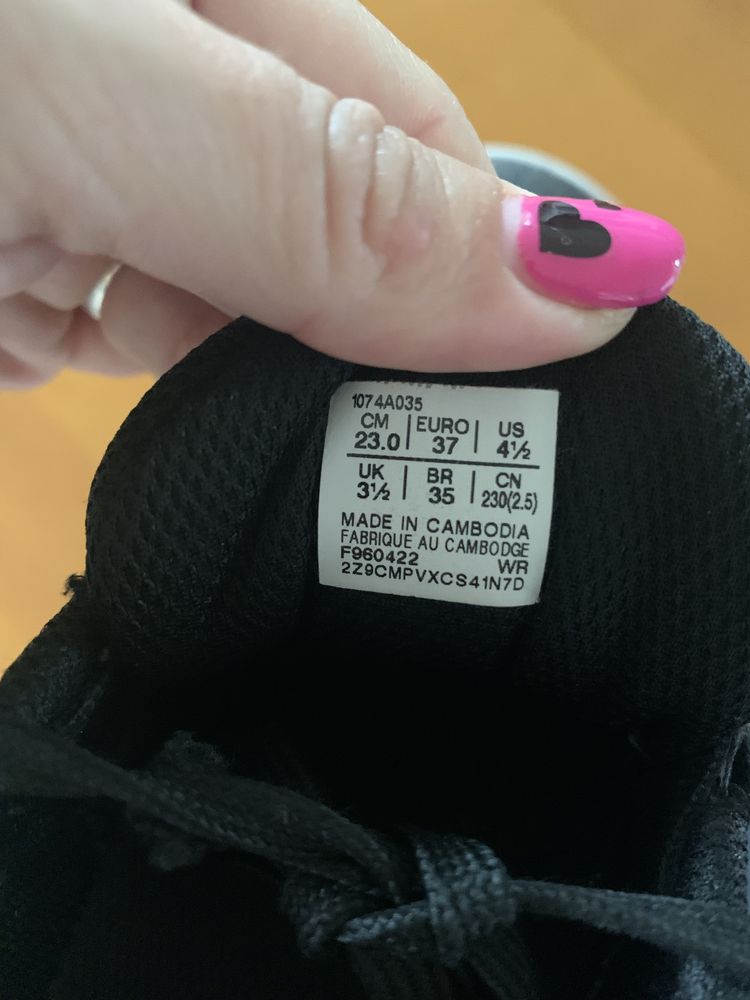 1074A035
CM | EURO | US
23.0 | 37 | 4½
UK | BR | CN
3½ | 35 | 230(2.5)
MADE IN CAMBODIA
FABRIQUE AU CAMBODGE
F960422 WR
2Z9CMPVXCS41N7D